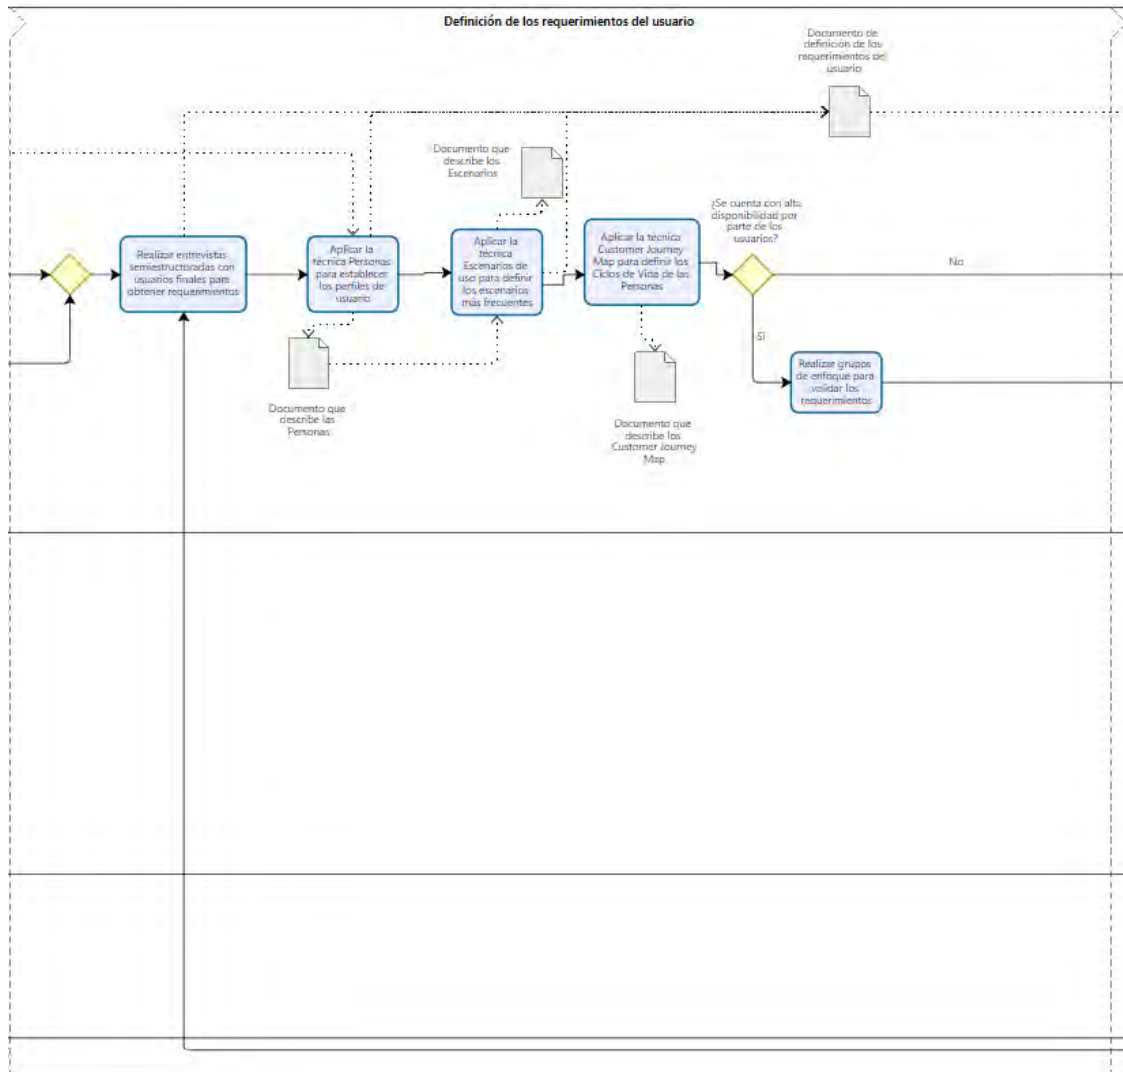 Definición de los requerimientos del usuario
Documento de
definición de los
requerimientos del
usuario
Documento que
describe los
Escenarios
¿Se cuenta con alta
disponibilidad por
parte de los
usuarios?
Realizar entrevistas
semiestructuradas con
usuarios finales para
obtener requerimientos
Aplicar la
técnica Personas
para establecer
los perfiles de
usuario
Aplicar la
técnica
Escenarios de
uso para definir
los escenarios
más frecuentes
Aplicar la técnica
Customer Journey
Map para definir los
Ciclos de Vida de las
Personas
No
Si
Realizar grupos
de enfoque para
validar los
requerimientos
Documento que
describe las
Personas
Documento que
describe los
Customer Journey
Map